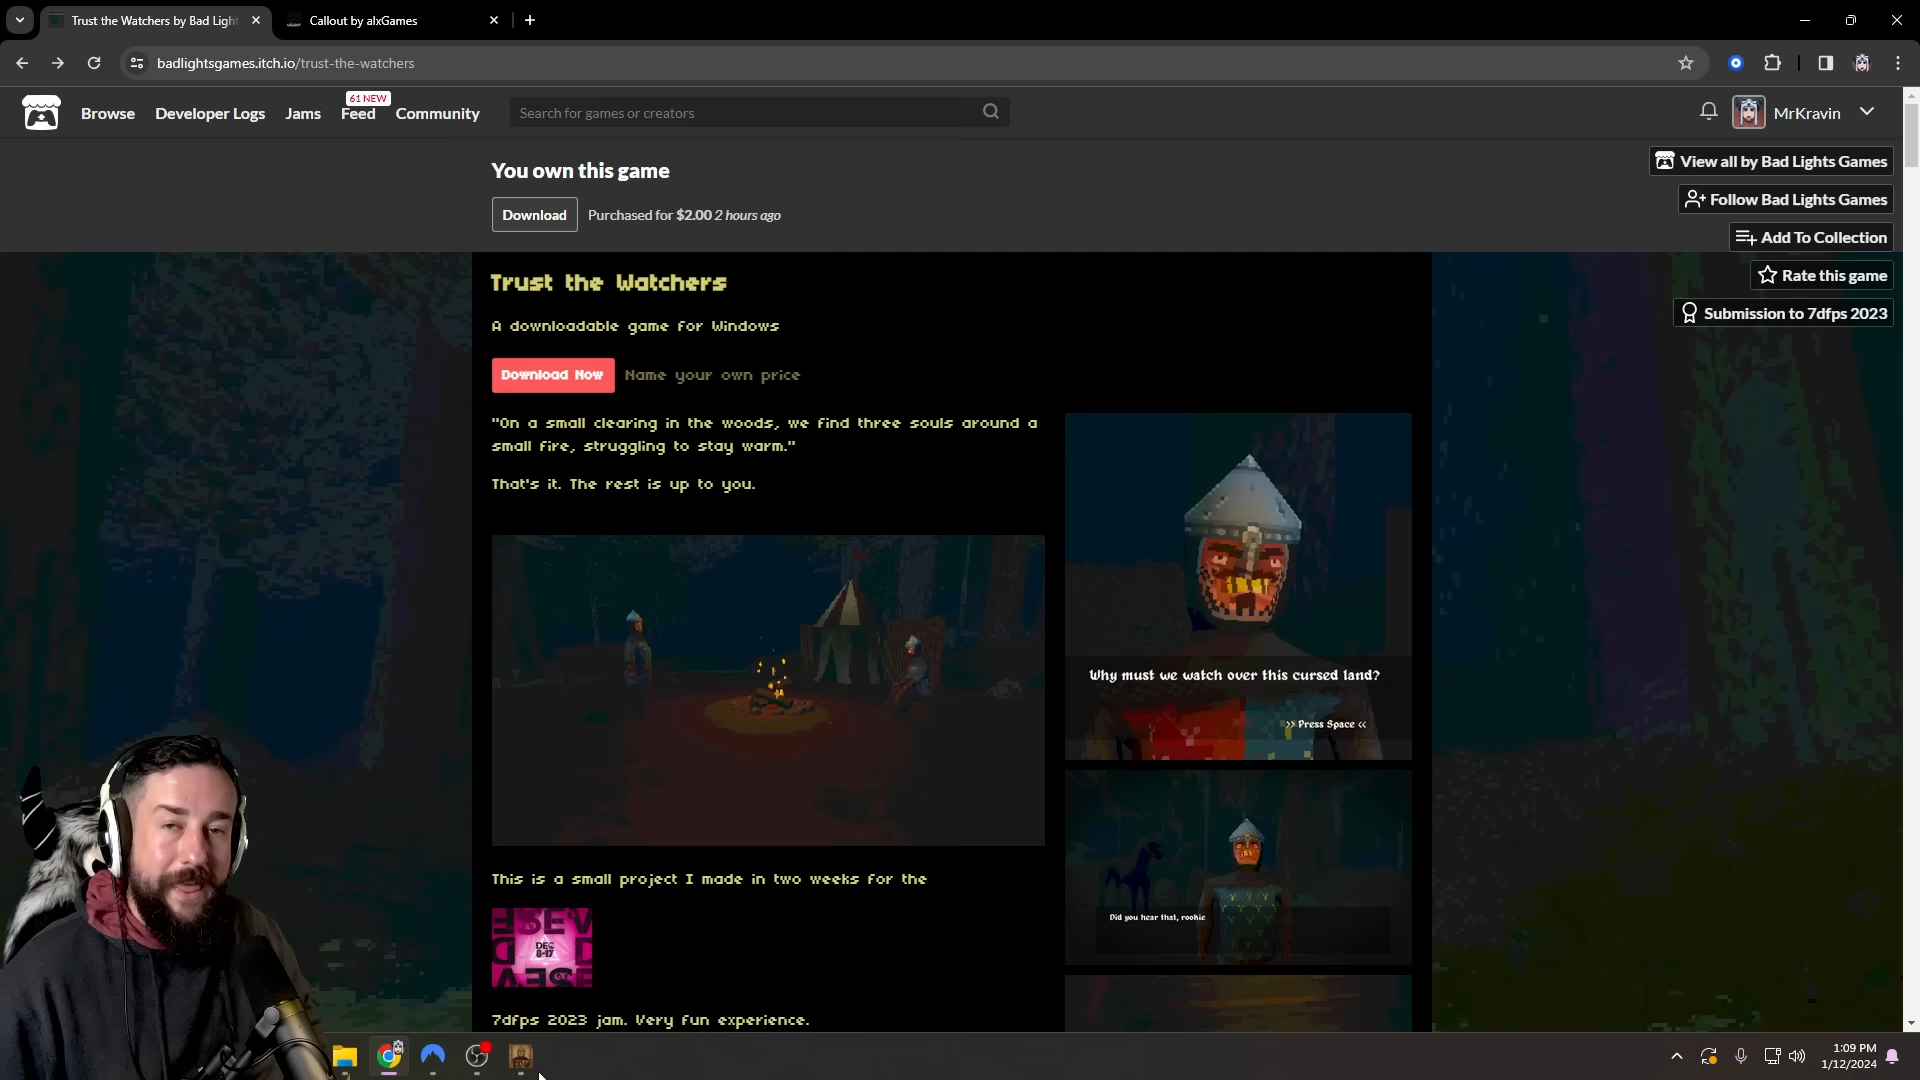 Trust the Watchers by Bad Ligh
Callout by alxGames
badlightsgames.itch.io/trust-the-watchers
Browse
Developer Logs
Jams
61 NEW
Feed
Community
Search for games or creators
MrKravin
You own this game
Download
Purchased for $2.00 2 hours ago
View all by Bad Lights Games
Follow Bad Lights Games
Add To Collection
Rate this game
Submission to 7dfps 2023
Trust the Watchers
A downloadable game for Windows
Download Now
Name your own price
"On a small clearing in the woods, we find three souls around a
small fire, struggling to stay warm."
That's it. The rest is up to you.
Why must we watch over this cursed land?
>> Press Space <<
Did you hear that, rookie
This is a small project I made in two weeks for the
DEC
8-17
7dfps 2023 jam. Very fun experience.
1:09 PM
1/12/2024